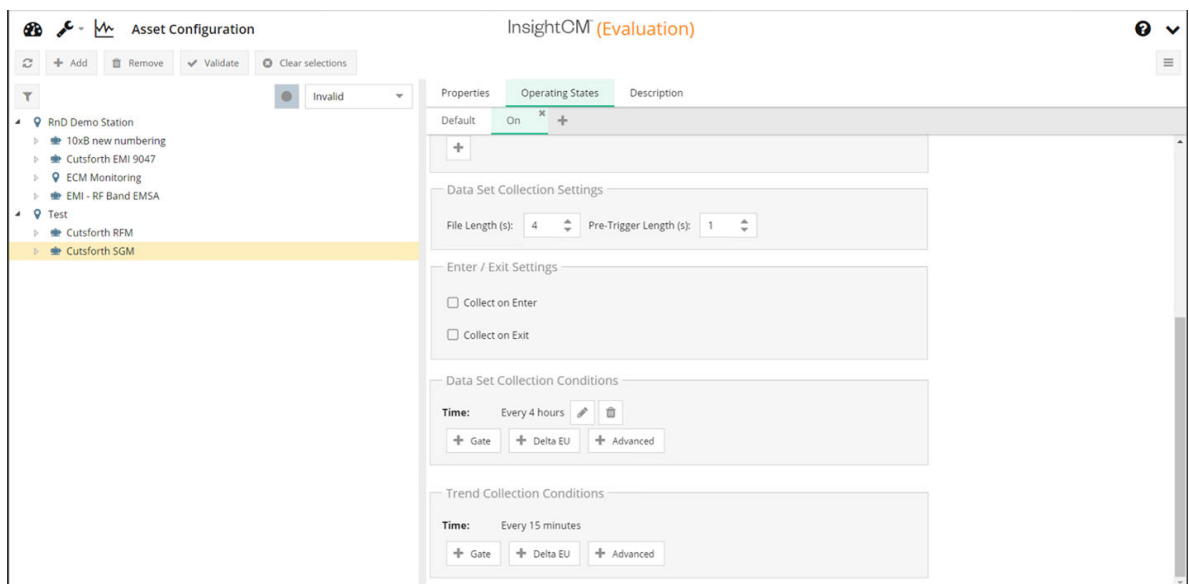 Asset Configuration
InsightCM (Evaluation)
Add
Remove
Validate
Clear selections
Invalid
RnD Demo Station
10xB new numbering
Cutsforth EMI 9047
ECM Monitoring
EMI - RF Band EMSA
Test
Cutsforth RFM
Cutsforth SGM
Properties Operating States Description
Default On
Data Set Collection Settings
File Length (s): 4 Pre-Trigger Length (s): 1
Enter / Exit Settings
Collect on Enter
Collect on Exit
Data Set Collection Conditions
Time: Every 4 hours
Gate Delta EU Advanced
Trend Collection Conditions
Time: Every 15 minutes
Gate Delta EU Advanced